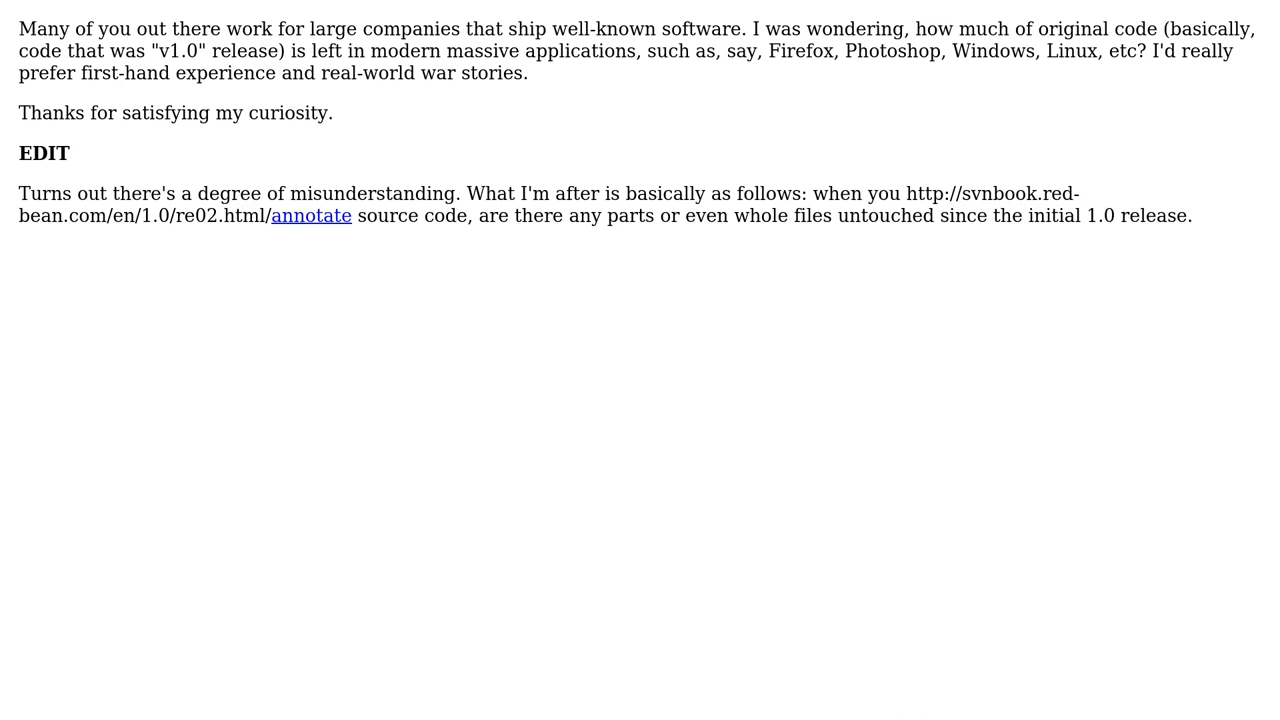 Many of you out there work for large companies that ship well-known software. I was wondering, how much of original code (basically,
code that was "v1.0" release) is left in modern massive applications, such as, say, Firefox, Photoshop, Windows, Linux, etc? I'd really
prefer first-hand experience and real-world war stories.
Thanks for satisfying my curiosity.
EDIT
Turns out there's a degree of misunderstanding. What I'm after is basically as follows: when you http://svnbook.red-
bean.com/en/1.0/re02.html/annotate source code, are there any parts or even whole files untouched since the initial 1.0 release.